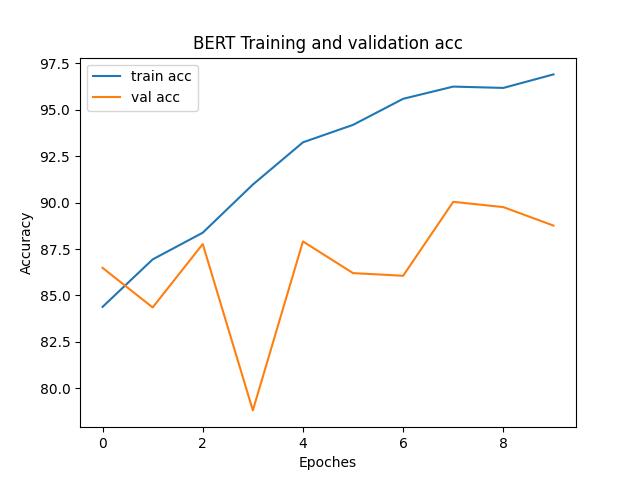 BERT Training and validation acc
train acc
val acc
97.5
95.0
92.5
90.0
87.5
85.0
82.5
80.0
Accuracy
0 2 4 6 8
Epoches